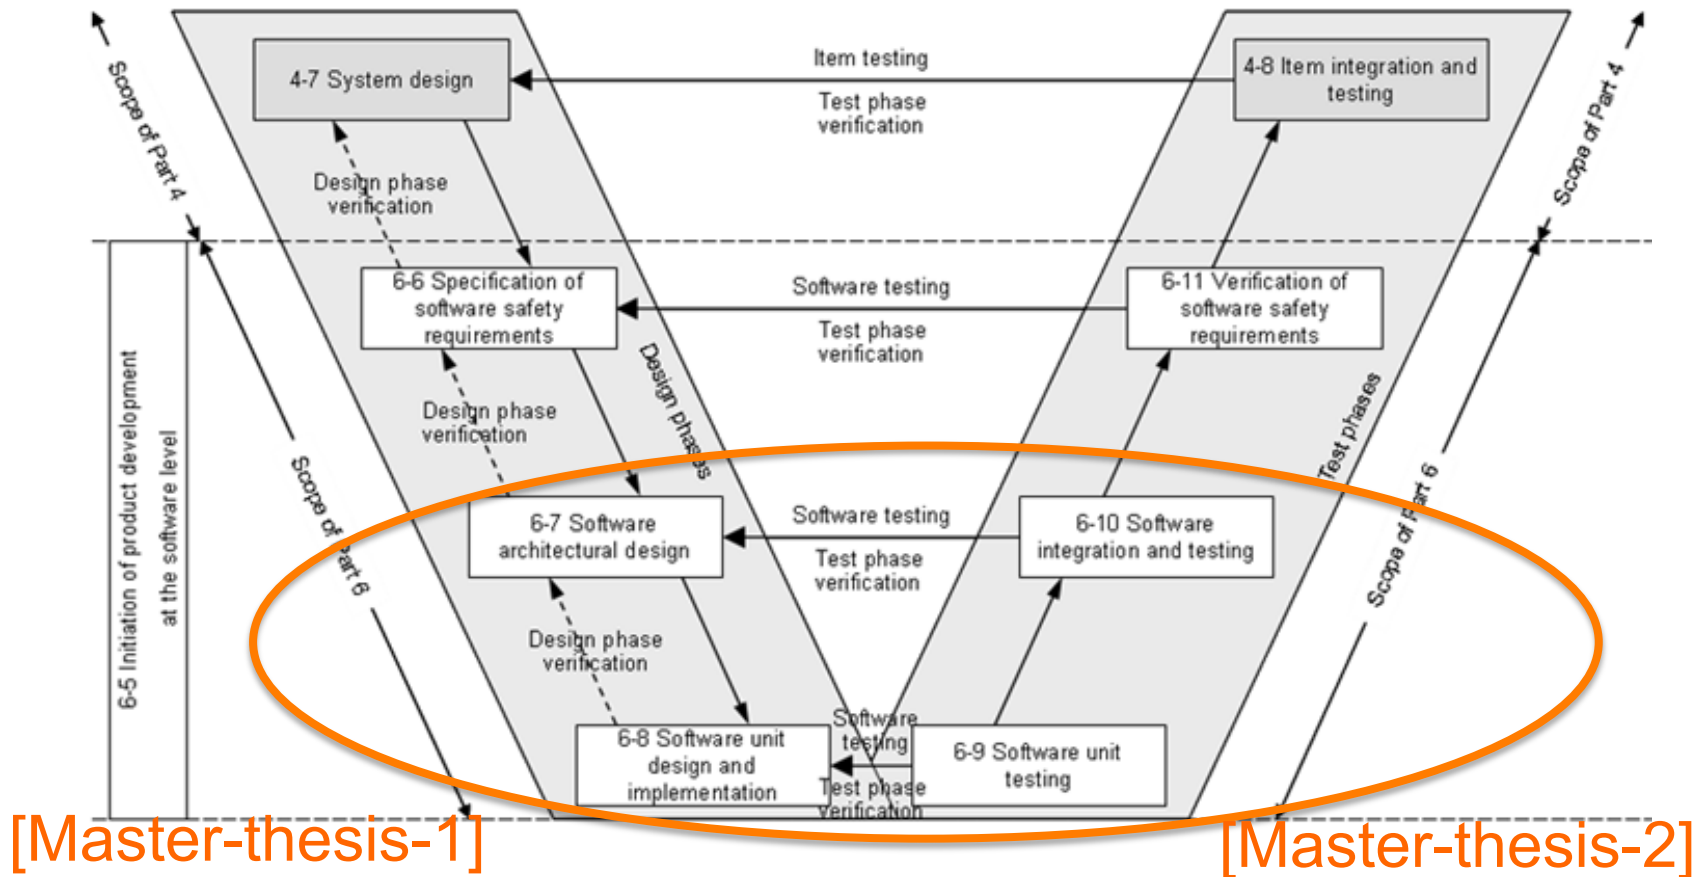 Scope of Part 4
4-7 System design
Item testing
Test phase
verification
4-8 Item integration and
testing
Scope of Part 4
Design phase
verification
6-6 Specification of
software safety
requirements
Software testing
Test phase
verification
6-11 Verification of
software safety
requirements
Design phases
Test phases
Design phase
verification
6-5 Initiation of product development
at the software level
Scope of Part 6
6-7 Software
architectural design
Software testing
Test phase
verification
6-10 Software
integration and testing
Scope of part 6
Design phase
verification
6-8 Software unit
design and
implementation
Software
testing
Test phase
verification
6-9 Software unit
testing
[Master-thesis-1]
[Master-thesis-2]